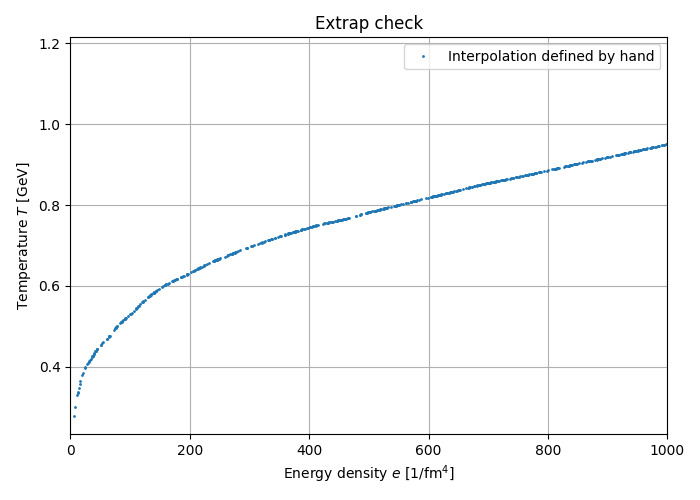 Extrap check
Interpolation defined by hand
Temperature T [GeV]
1.2
1.0
0.8
0.6
0.4
0 200 400 600 800 1000
Energy density e [1/fm⁴]